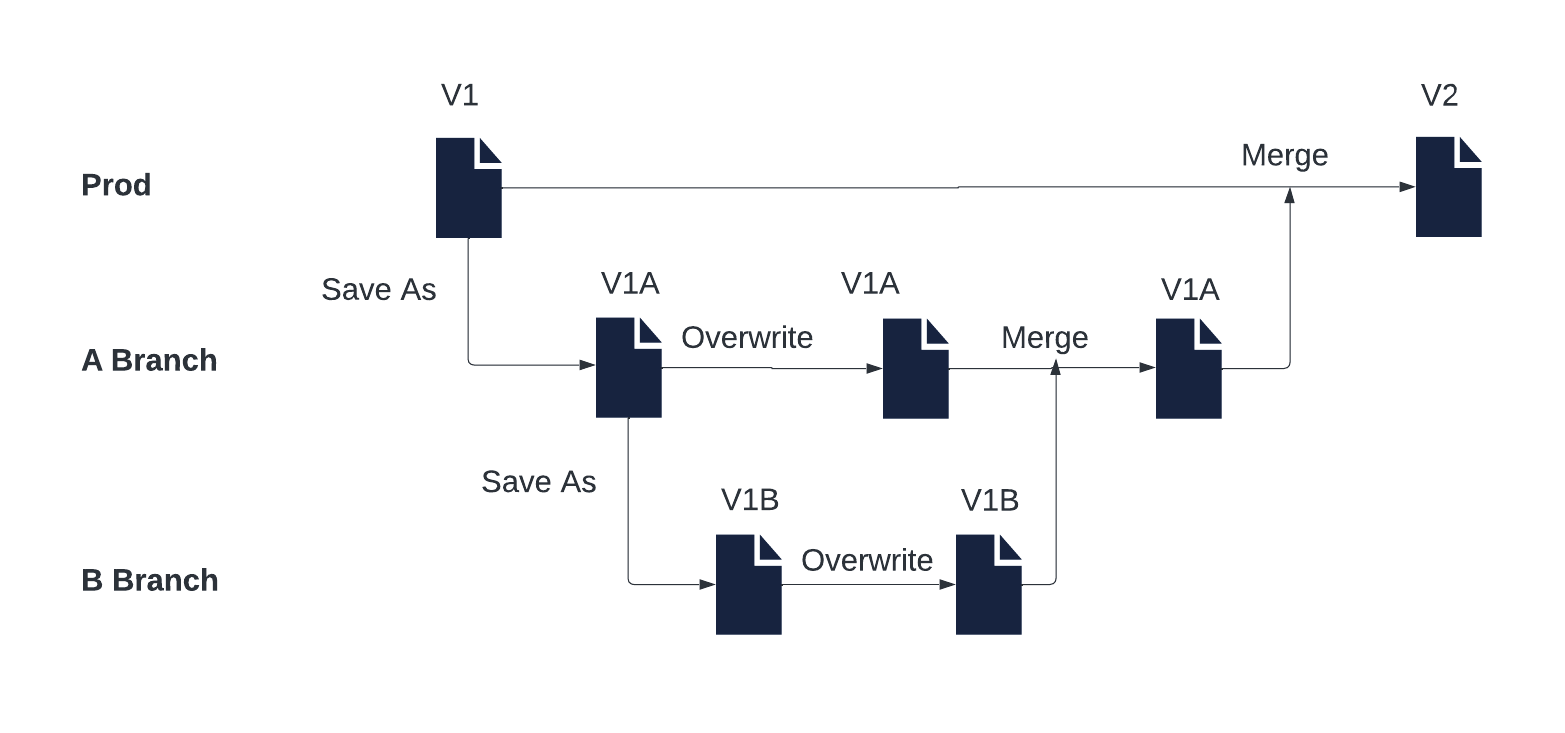 V1
V2
Merge
Prod
Save As
V1A
V1A
V1A
Overwrite
Merge
A Branch
Save As
V1B
V1B
Overwrite
B Branch